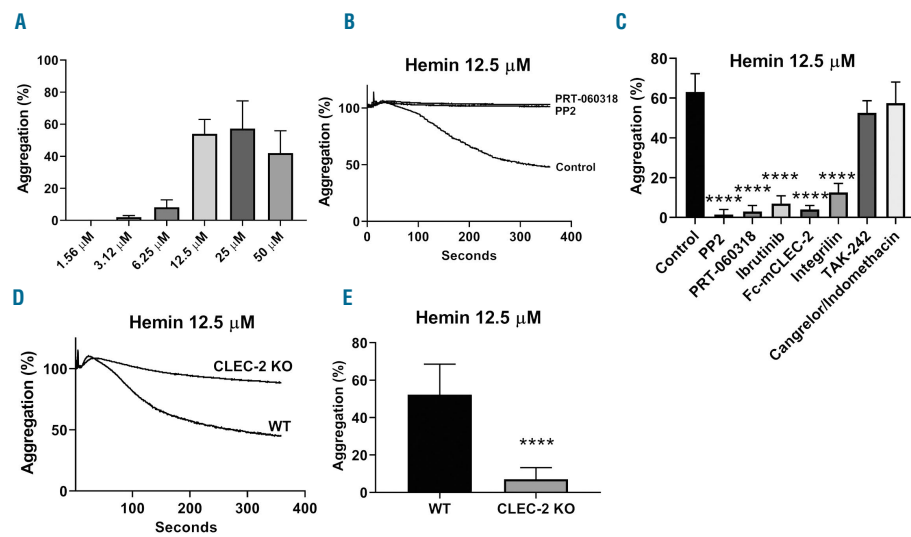 A
Aggregation (%)
100
80
60
40
20
0
1.56 µM
3.12 µM
6.25 µM
12.5 µM
25 µM
50 µM
B
Hemin 12.5 µM
Aggregation (%)
100
50
0
PRT-060318
PP2
Control
0
100
200
300
400
Seconds
C
Hemin 12.5 µM
Aggregation (%)
80
60
40
20
0
****
****
****
****
****
Control
PP2
PRT-060318
Ibrutinib
Fc-mCLEC-2
Integrilin
TAK-242
Cangrelor/Indomethacin
D
Hemin 12.5 µM
Aggregation (%)
100
50
0
CLEC-2 KO
WT
100
200
300
400
Seconds
E
Hemin 12.5 µM
Aggregation (%)
80
60
40
20
0
****
WT
CLEC-2 KO